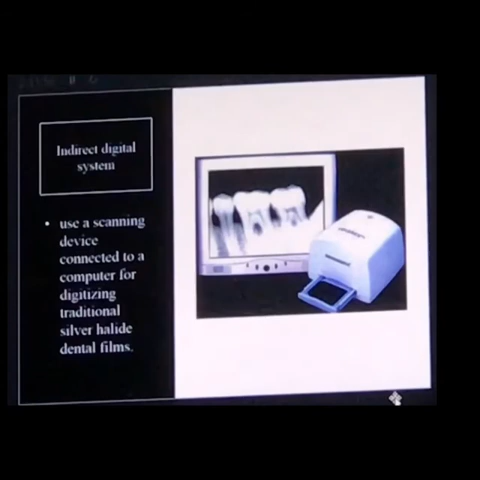 Indirect digital
system
• use a scanning
device
connected to a
computer for
digitizing
traditional
silver halide
dental films.